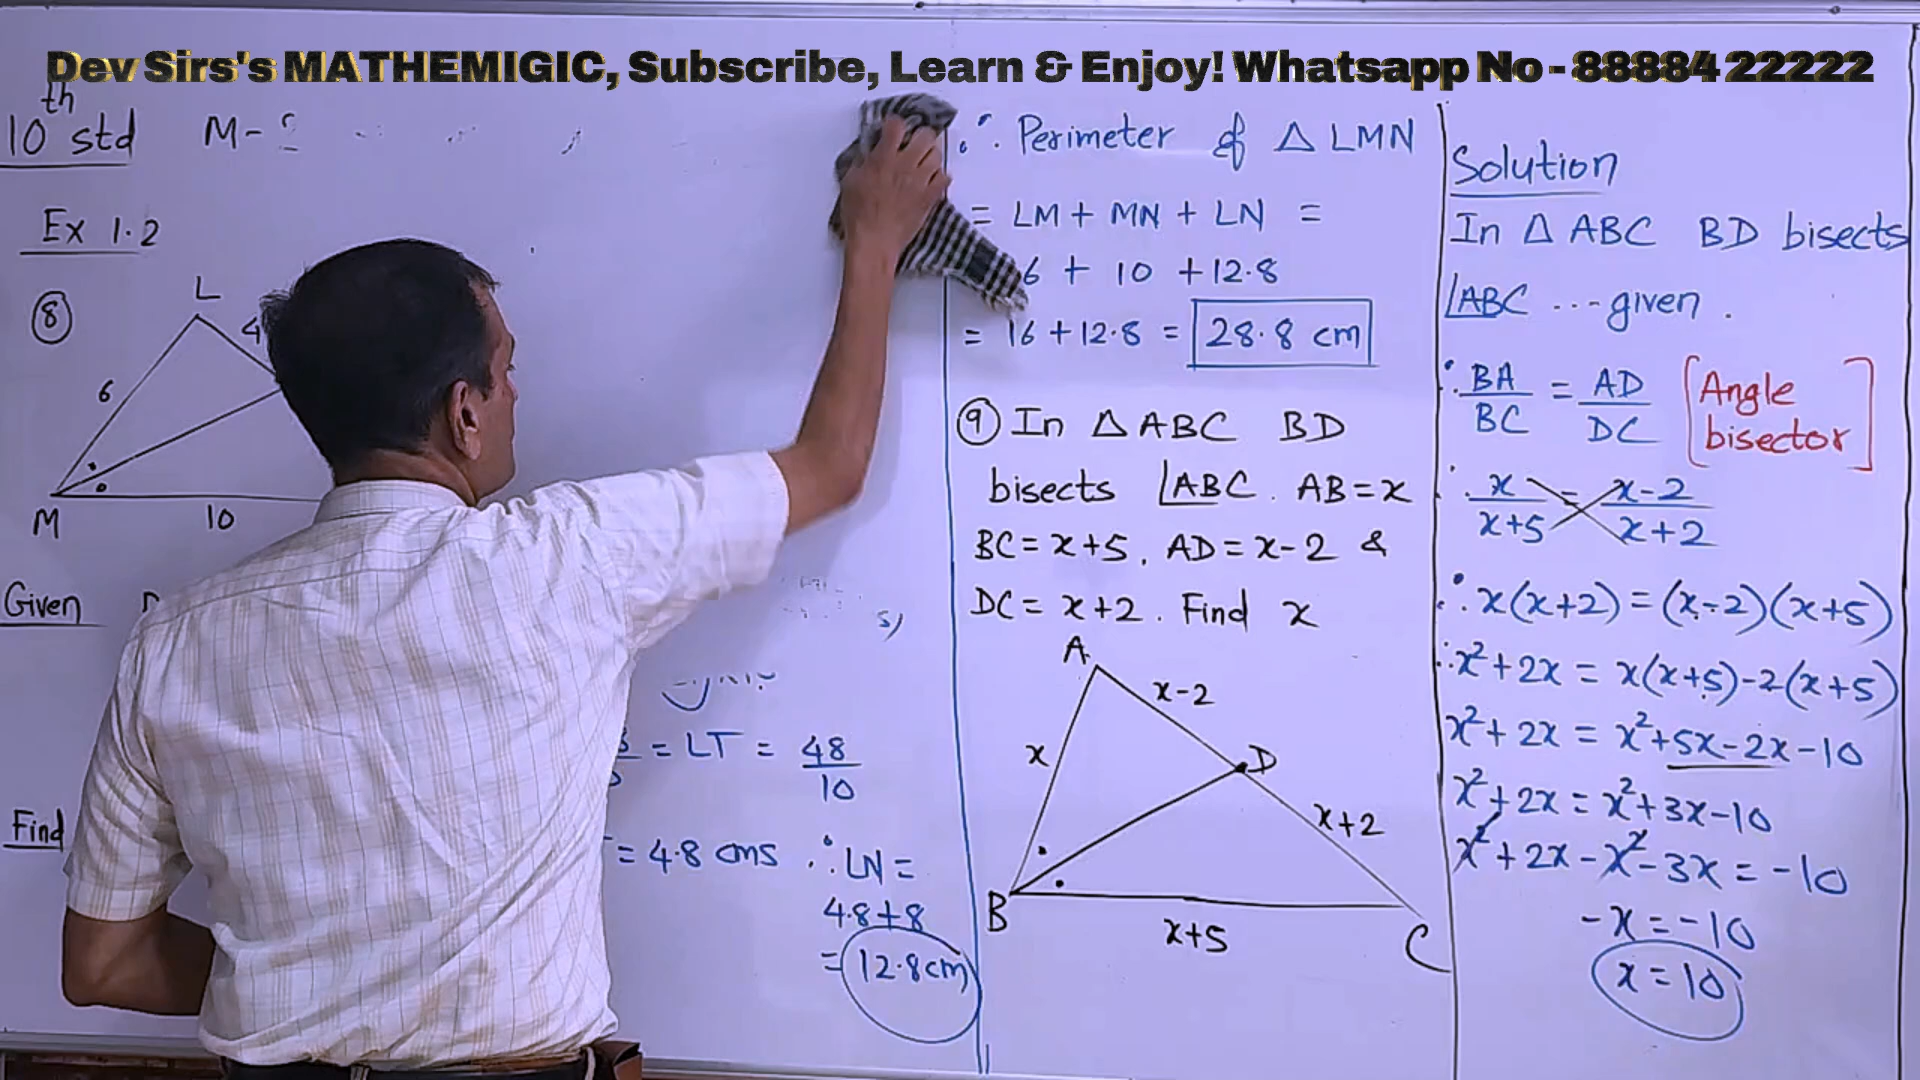 Dev Sirs's MATHEMIGIC, Subscribe, Learn & Enjoy! Whatsapp No - 88884 22222
10th std M-
Ex 1.2
8
L
4
6
M
10
Given
Find
= LT = 48/10
= 4.8 cms ∴ LN =
4.8+8
= 12.8cm
∴ Perimeter of △ LMN
= LM + MN + LN =
6 + 10 + 12.8
= 16 + 12.8 = 28.8 cm
9 In △ ABC BD
bisects ∠ABC. AB = x
BC = x+5, AD = x-2 &
DC = x+2. Find x
A
x-2
x
D
x+2
B
x+5
C
Solution
In △ ABC BD bisects
∠ABC ... given.
∴ BA/BC = AD/DC [Angle bisector]
∴ x/x+5 = x-2/x+2
∴ x(x+2) = (x-2)(x+5)
∴ x²+2x = x(x+5)-2(x+5)
x²+2x = x²+5x-2x-10
x²+2x = x²+3x-10
x²+2x-x²-3x = -10
-x = -10
x = 10